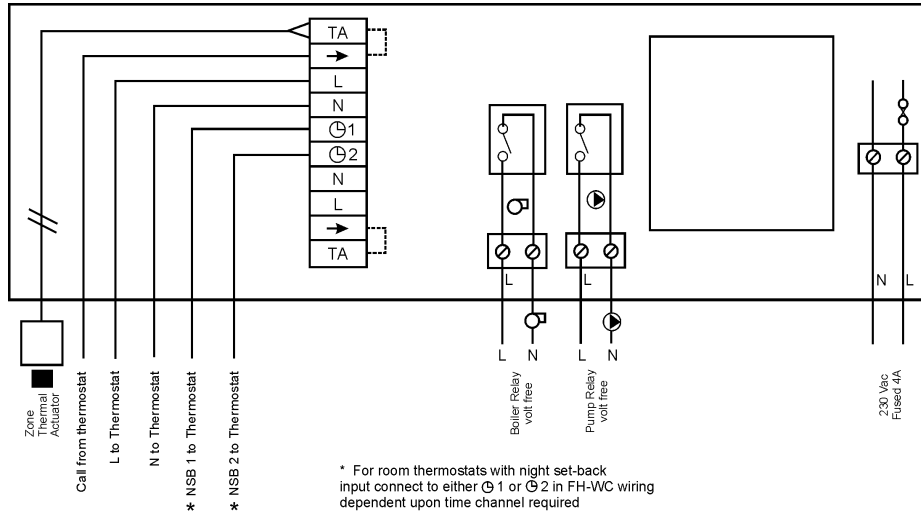 TA
L
N
1
2
N
L
TA
L
L
N
L
L
N
L
N
L
N
Zone
Thermal
Actuator
Call from thermostat
L to Thermostat
N to Thermostat
* NSB 1 to Thermostat
* NSB 2 to Thermostat
Boiler Relay
volt free
Pump Relay
volt free
230 Vac
Fused 4A
* For room thermostats with night set-back
input connect to either 1 or 2 in FH-WC wiring
dependent upon time channel required